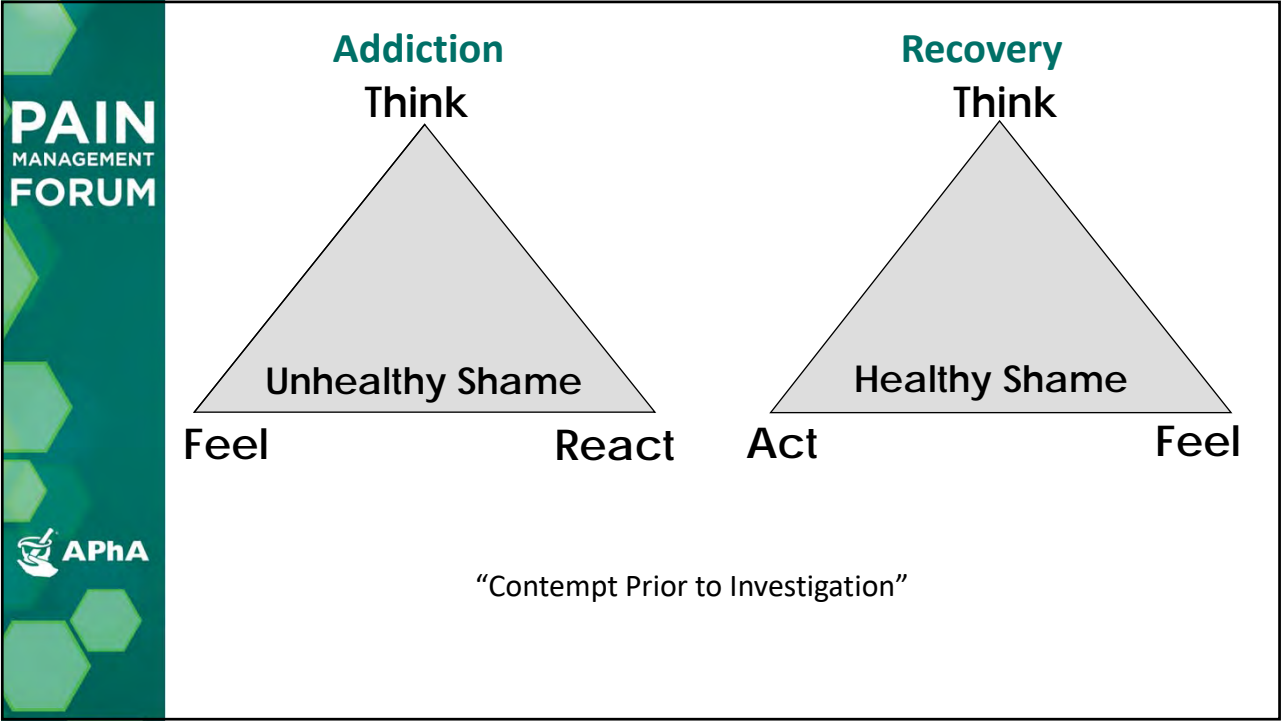 PAIN
MANAGEMENT
FORUM
APhA
Addiction
Think
Unhealthy Shame
Feel
React
Recovery
Think
Healthy Shame
Act
Feel
“Contempt Prior to Investigation”